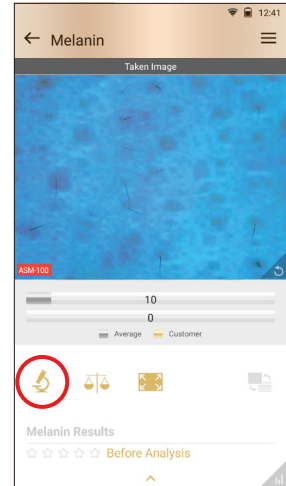 12:41
Melanin
Taken Image
ASM-100
10
0
Average Customer
Melanin Results
Before Analysis